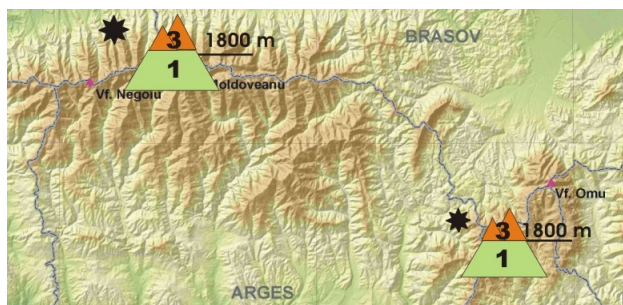 3
1800 m
BRASOV
1
Vf. Negoiu
Moldoveanu
Vf. Omu
3
1800 m
1
ARGES